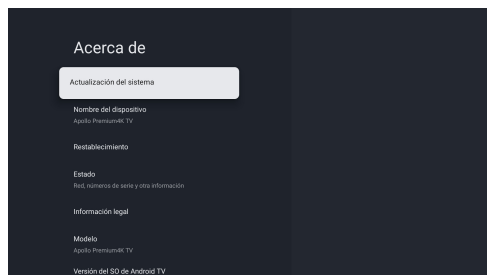 Acerca de
Actualización del sistema
Nombre del dispositivo
Apollo Premium4K TV
Restablecimiento
Estado
Red, números de serie y otra información
Información legal
Modelo
Apollo Premium4K TV
Versión del SO de Android TV